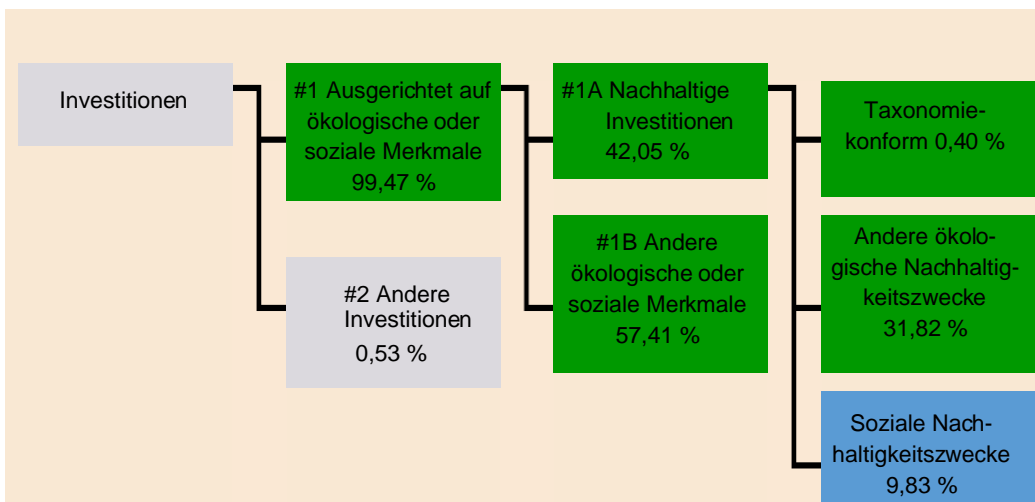 Investitionen
#1 Ausgerichtet auf
ökologische oder
soziale Merkmale
99,47 %
#2 Andere
Investitionen
0,53 %
#1A Nachhaltige
Investitionen
42,05 %
#1B Andere
ökologische oder
soziale Merkmale
57,41 %
Taxonomie-
konform 0,40 %
Andere ökolo-
gische Nachhaltig-
keitszwecke
31,82 %
Soziale Nach-
haltigkeitszwecke
9,83 %